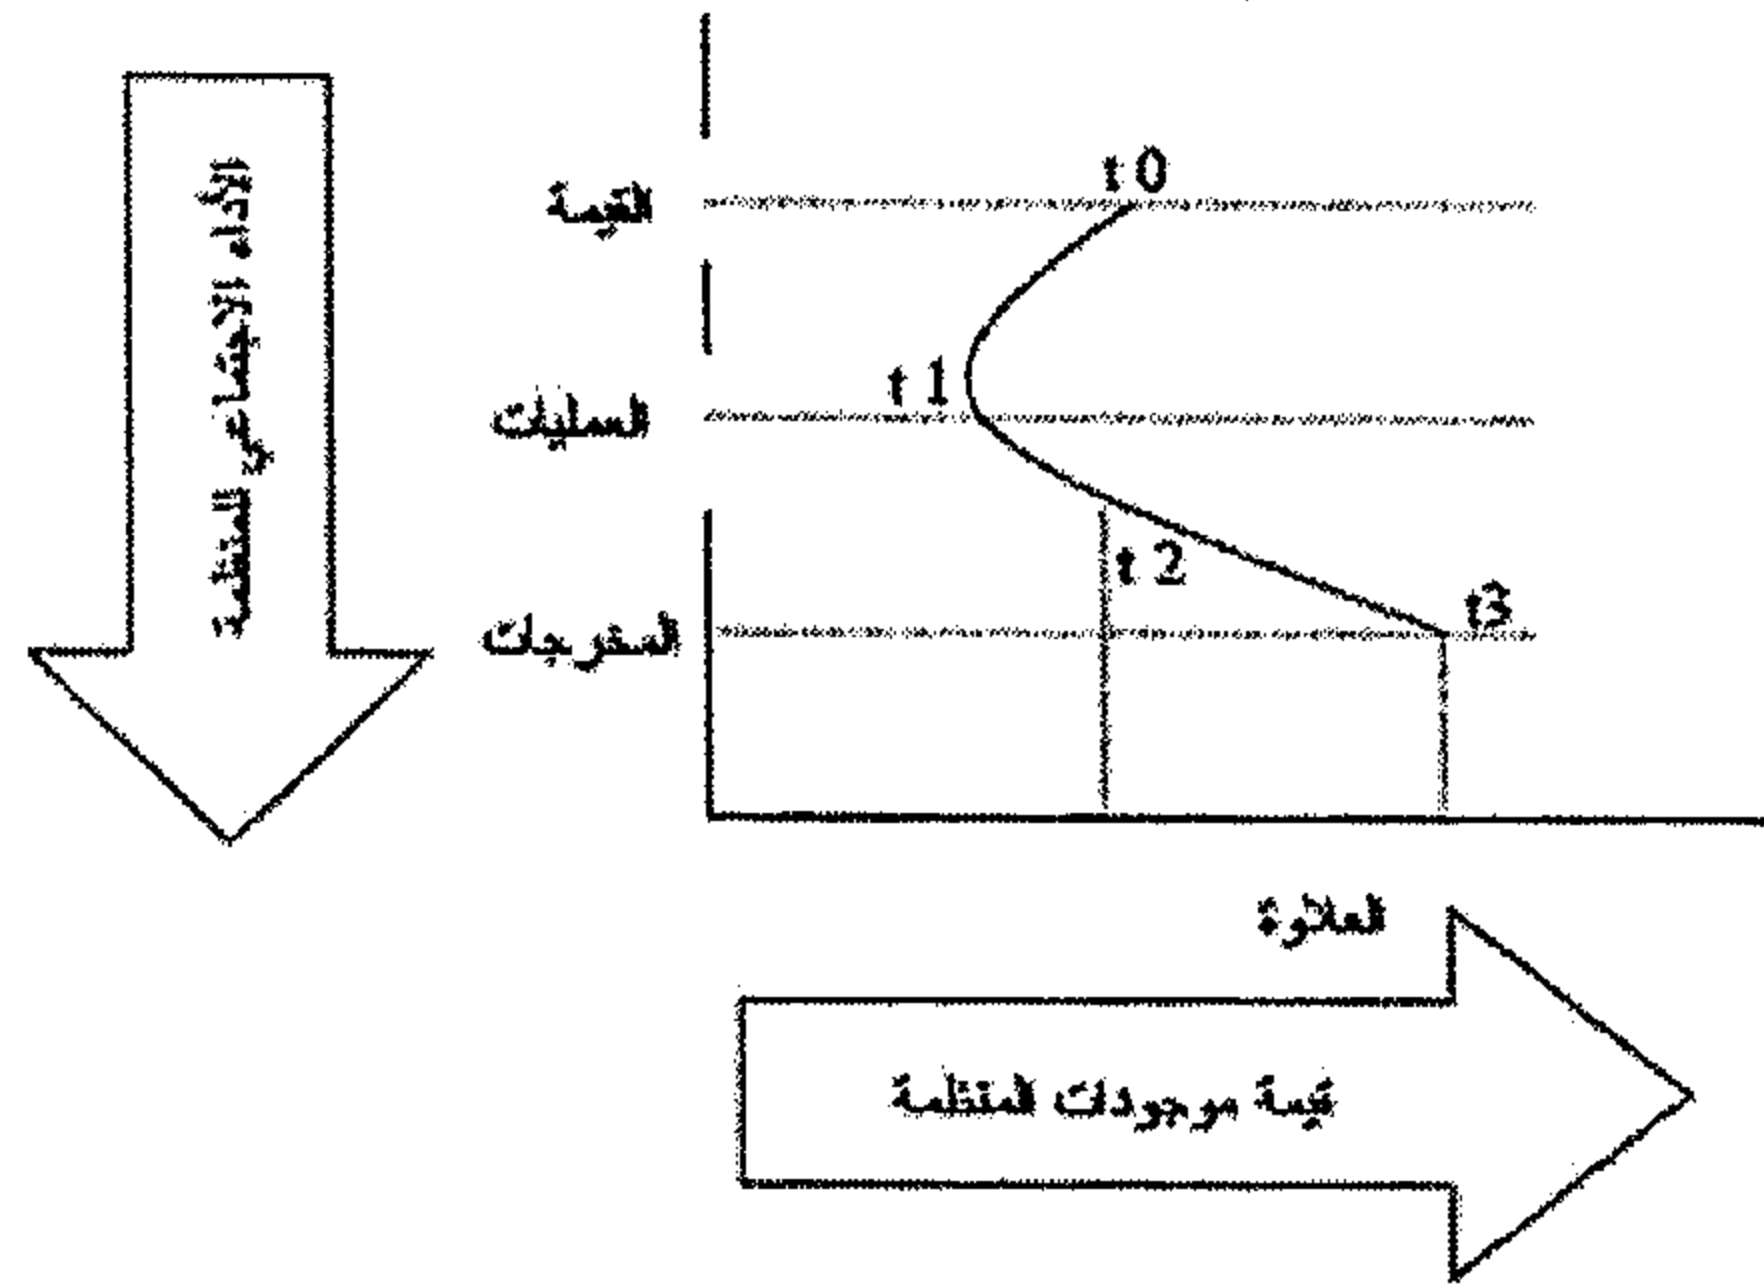 t 0
القيمة
الأداء الاجتماعي للمنظمة
t 1
العمليات
t 2
t3
المخرجات
العلاوة
قيمة موجودات المنظمة